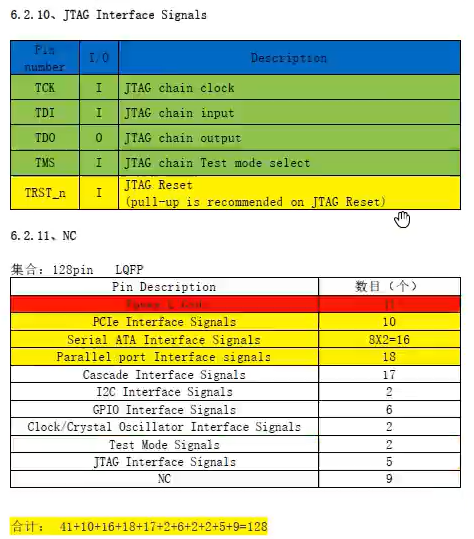 6.2.10、JTAG Interface Signals
Pin number I/O Description
TCK I JTAG chain clock
TDI I JTAG chain input
TDO O JTAG chain output
TMS I JTAG chain Test mode select
TRST_n I JTAG Reset
(pull-up is recommended on JTAG Reset)
6.2.11、NC
集合：128pin LQFP
Pin Description 数目（个）
PCIe Interface Signals 10
Serial ATA Interface Signals 8X2=16
Parallel port Interface signals 18
Cascade Interface Signals 17
I2C Interface Signals 2
GPIO Interface Signals 6
Clock/Crystal Oscillator Interface Signals 2
Test Mode Signals 2
JTAG Interface Signals 5
NC 9
合计： 41+10+16+18+17+2+6+2+2+5+9=128